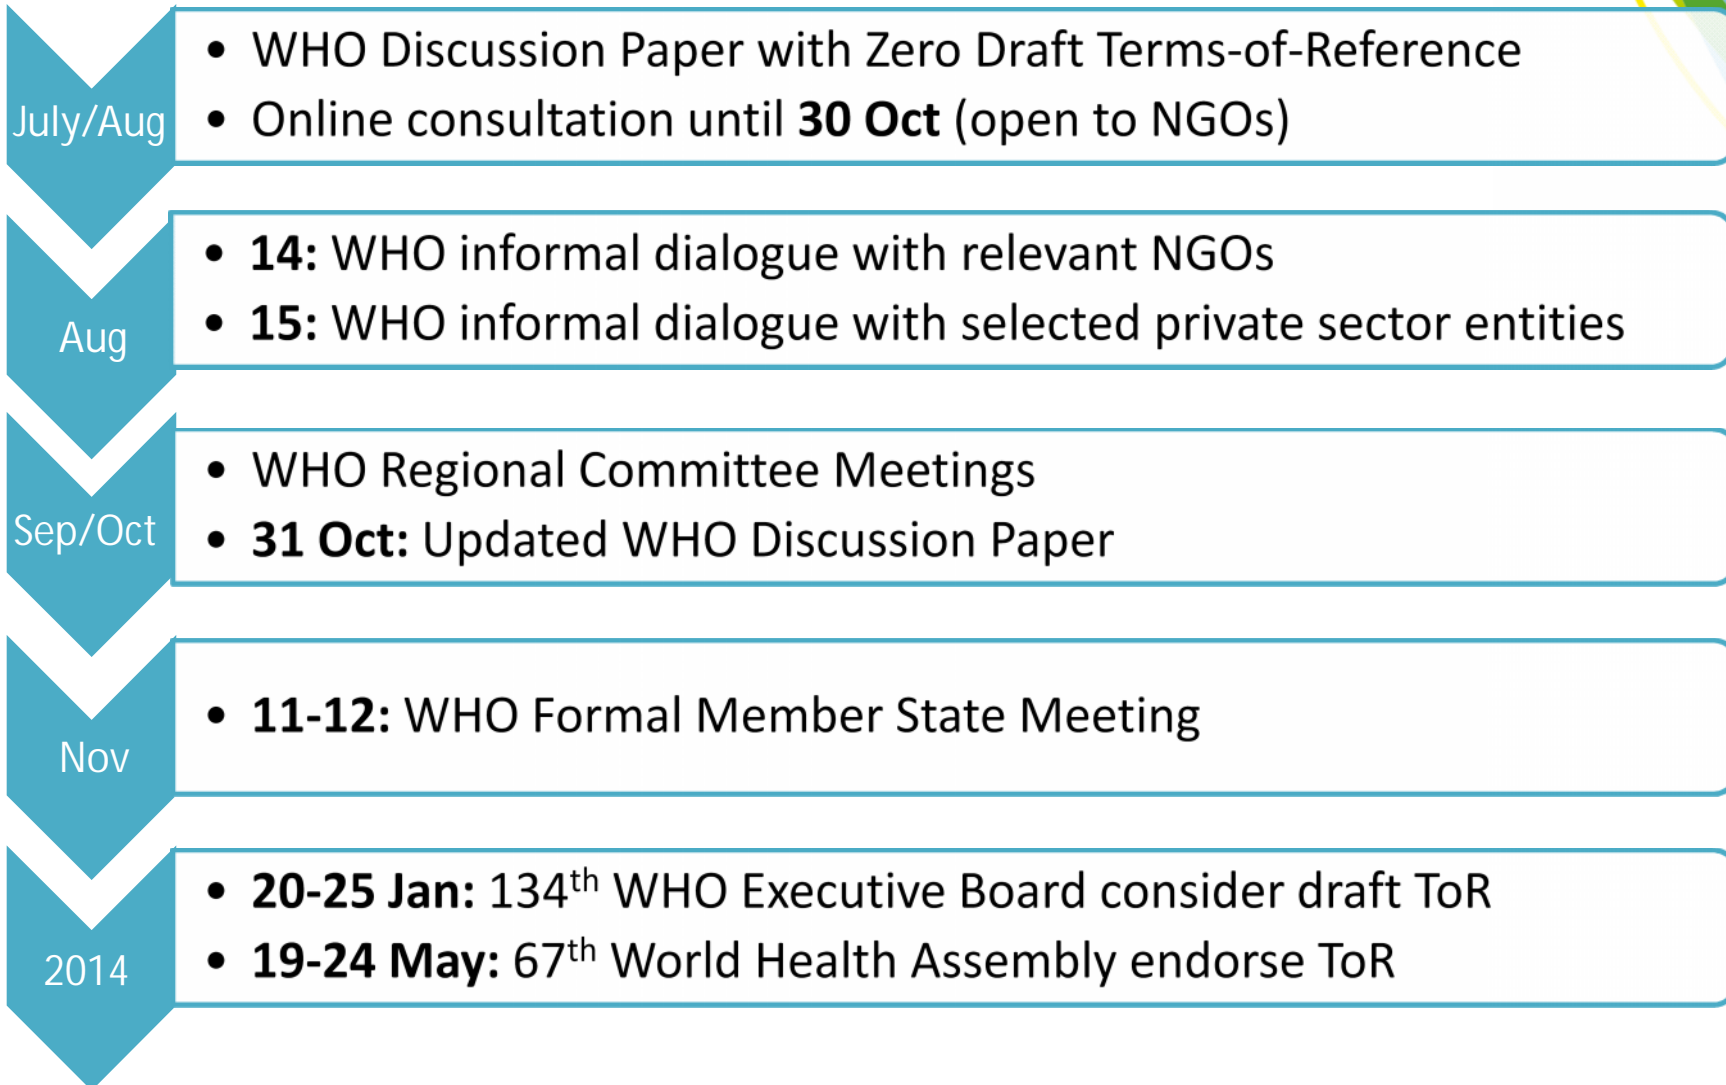 July/Aug
• WHO Discussion Paper with Zero Draft Terms-of-Reference
• Online consultation until 30 Oct (open to NGOs)
Aug
• 14: WHO informal dialogue with relevant NGOs
• 15: WHO informal dialogue with selected private sector entities
Sep/Oct
• WHO Regional Committee Meetings
• 31 Oct: Updated WHO Discussion Paper
Nov
• 11-12: WHO Formal Member State Meeting
2014
• 20-25 Jan: 134th WHO Executive Board consider draft ToR
• 19-24 May: 67th World Health Assembly endorse ToR